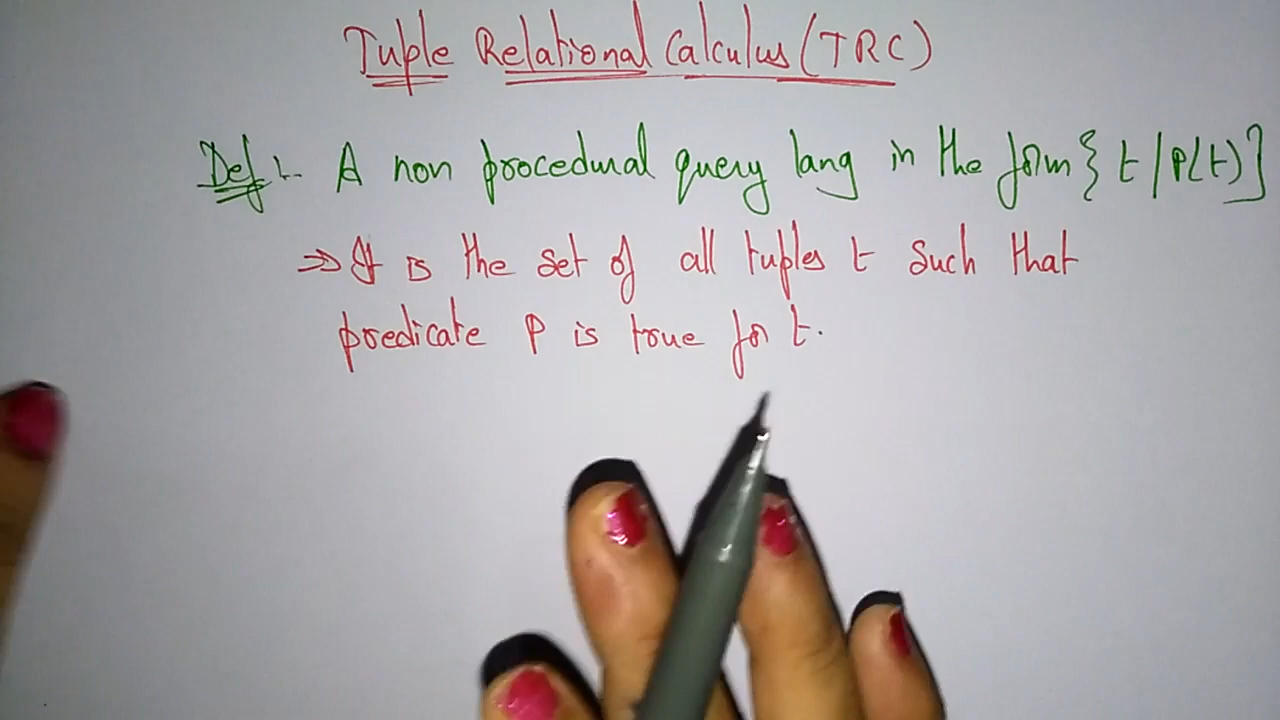 Tuple Relational Calculus (TRC)
Def :- A non procedural query lang in the form { t / P(t) }
⇒ It is the set of all tuples t such that
predicate P is true for t.